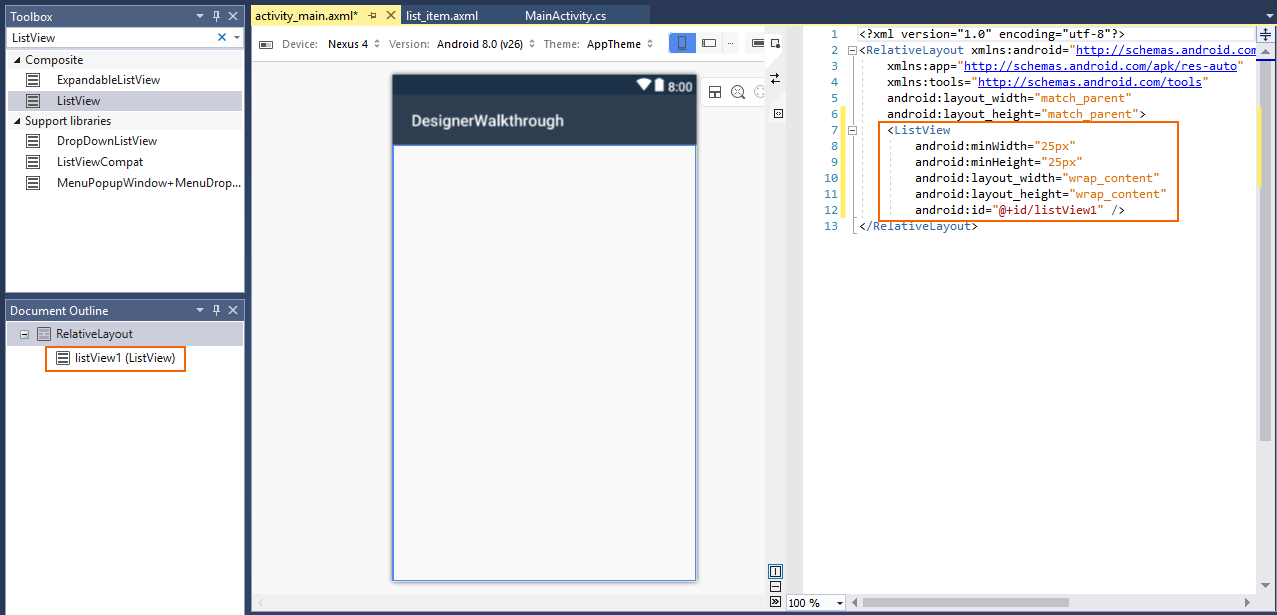 Toolbox
ListView
Composite
ExpandableListView
ListView
Support libraries
DropDownListView
ListViewCompat
MenuPopupWindow+MenuDrop...
Document Outline
RelativeLayout
listView1 (ListView)
activity_main.axml* list_item.axml MainActivity.cs
Device: Nexus 4 Version: Android 8.0 (v26) Theme: AppTheme ...
8:00
DesignerWalkthrough
1 <?xml version="1.0" encoding="utf-8"?>
2 <RelativeLayout xmlns:android="http://schemas.android.com
3 xmlns:app="http://schemas.android.com/apk/res-auto"
4 xmlns:tools="http://schemas.android.com/tools"
5 android:layout_width="match_parent"
6 android:layout_height="match_parent">
7 <ListView
8 android:minWidth="25px"
9 android:minHeight="25px"
10 android:layout_width="wrap_content"
11 android:layout_height="wrap_content"
12 android:id="@+id/listView1" />
13 </RelativeLayout>
100 %